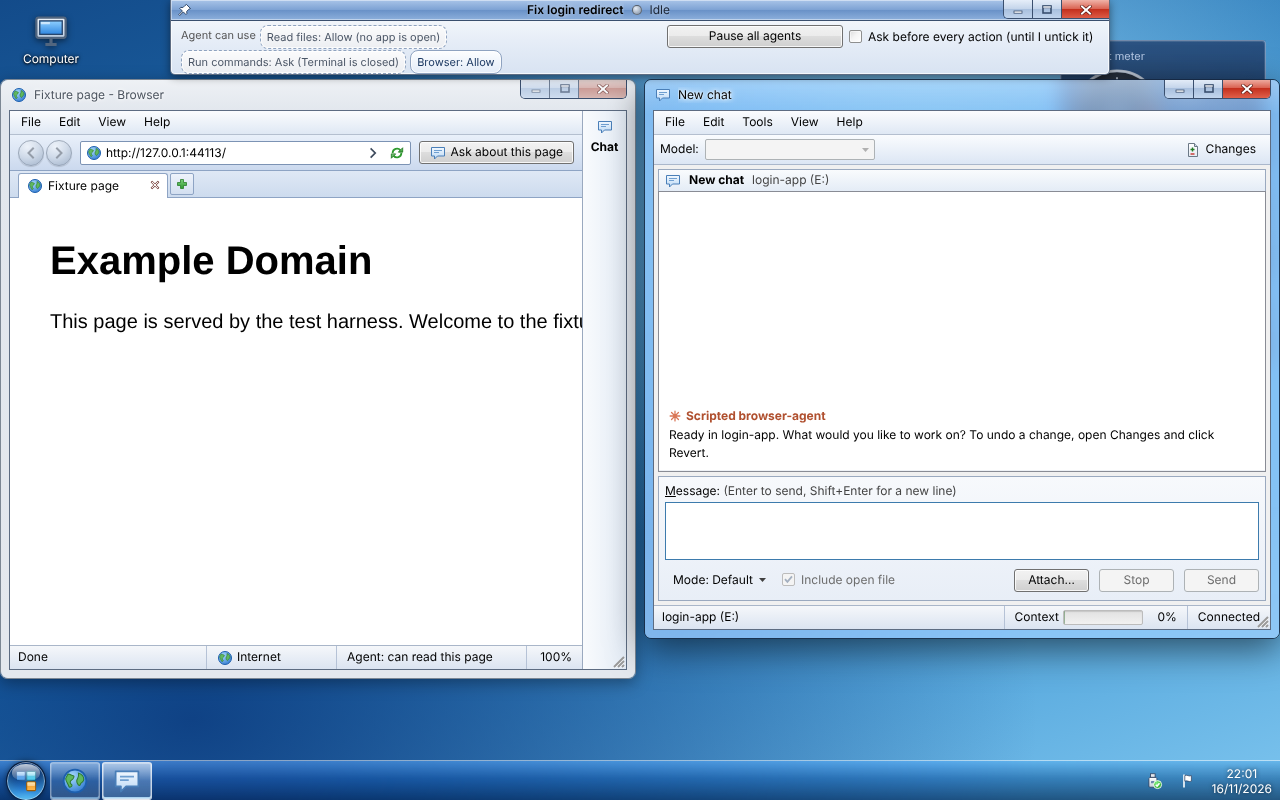 Computer
Fix login redirect Idle
Agent can use Read files: Allow (no app is open)
Run commands: Ask (Terminal is closed) Browser: Allow
Pause all agents
Ask before every action (until I untick it)
meter
Fixture page - Browser
File Edit View Help
http://127.0.0.1:44113/
Ask about this page
Fixture page
Example Domain
This page is served by the test harness. Welcome to the
Chat
Done
Internet
Agent: can read this page
100%
New chat
File Edit Tools View Help
Model:
Changes
New chat login-app (E:)
Scripted browser-agent
Ready in login-app. What would you like to work on? To undo a change, open Changes and click
Revert.
Message: (Enter to send, Shift+Enter for a new line)
Mode: Default
Include open file
Attach...
Stop
Send
login-app (E:)
Context
0%
Connected
22:01
16/11/2026